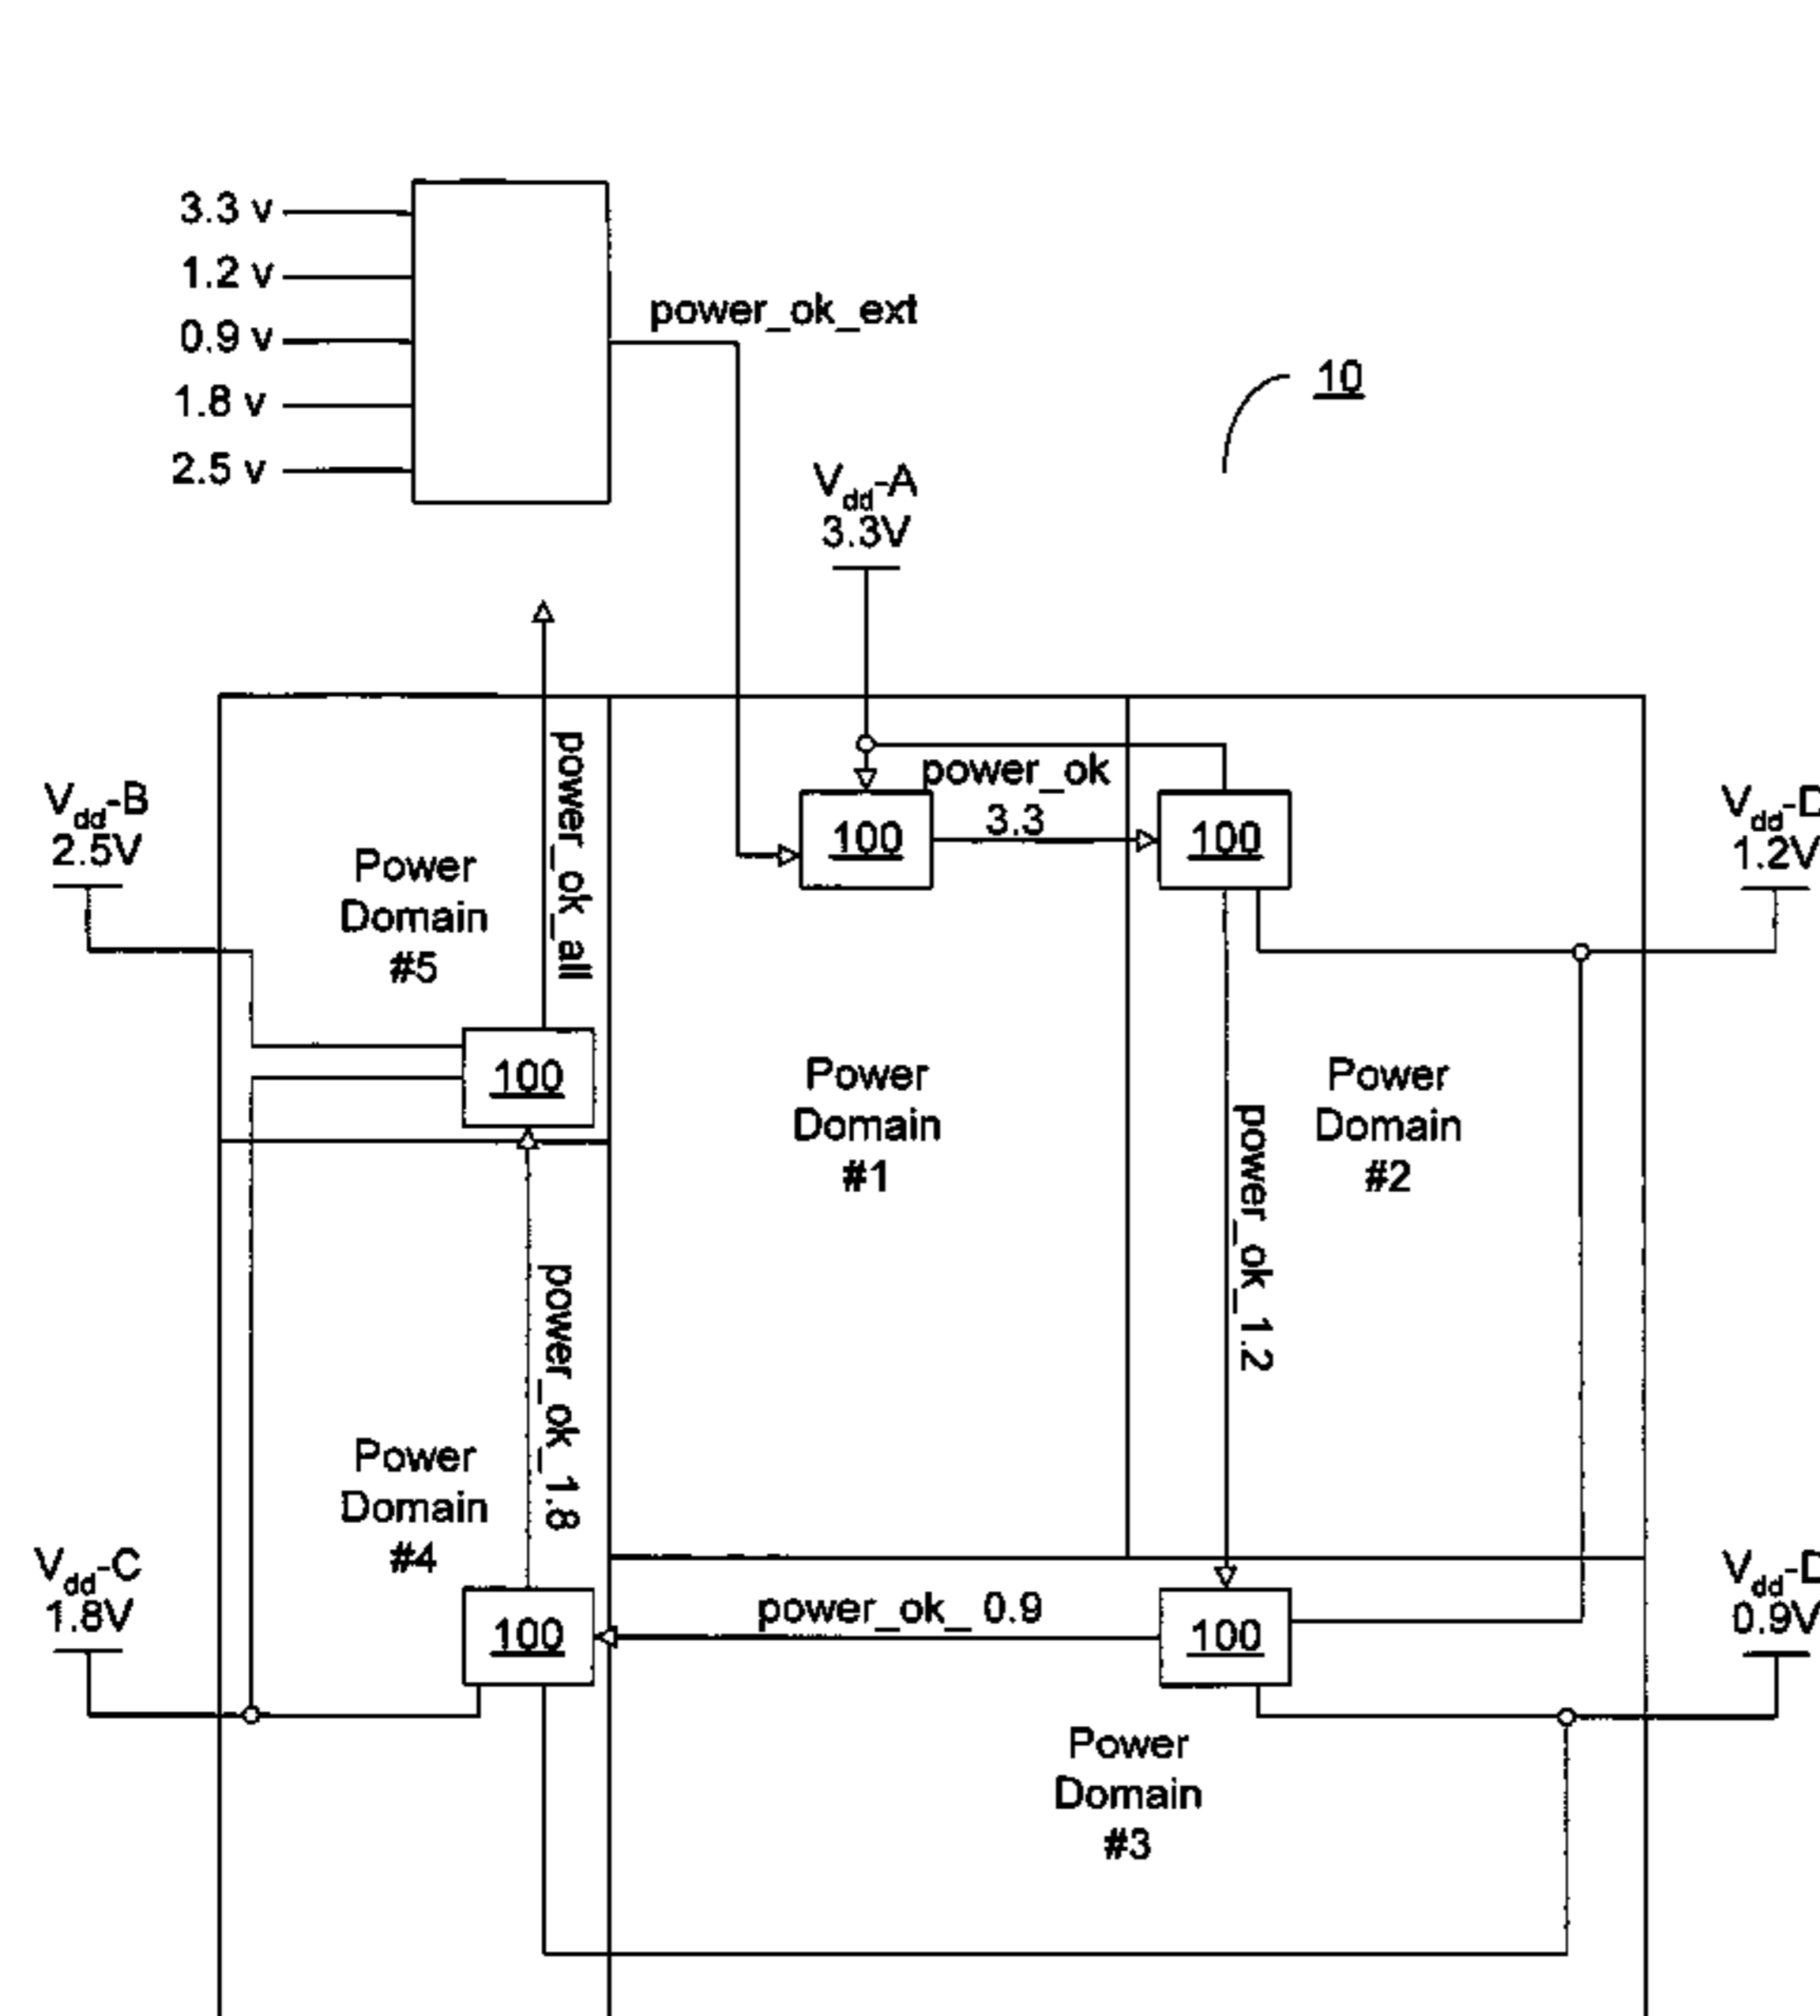 3.3 v
1.2 v
0.9 v
1.8 v
2.5 v
power_ok_ext
10
Vdd-A
3.3V
power_ok_all
power_ok
3.3
100
100
Vdd-B
2.5V
Vdd-D
1.2V
Power
Domain
#5
100
Power
Domain
#1
Power
Domain
#2
power_ok_1.2
power_ok_1.8
Power
Domain
#4
Vdd-C
1.8V
Vdd-D
0.9V
100
power_ok_ 0.9
100
Power
Domain
#3